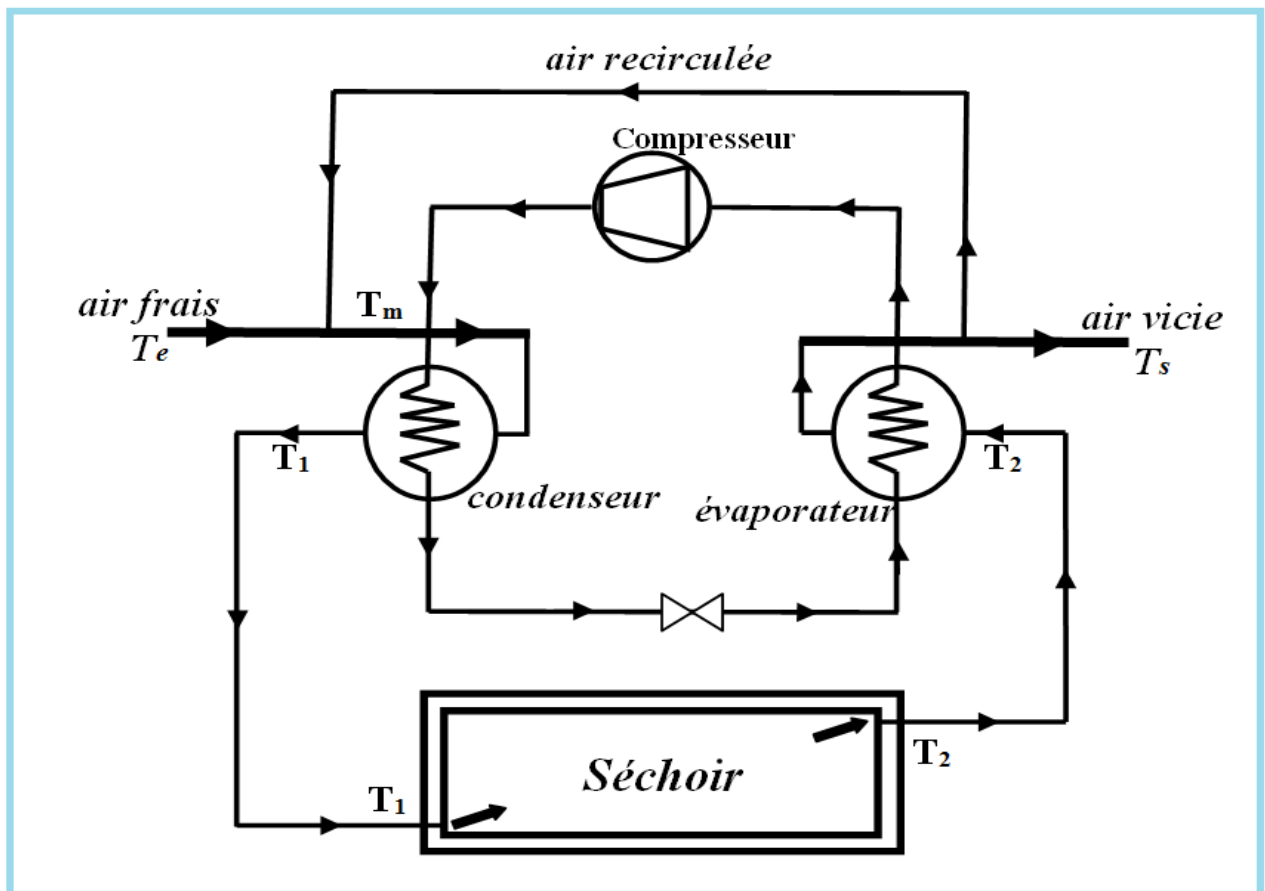 air recirculée
Compresseur
air frais
Te
Tm
air vicie
Ts
T1
T2
condenseur
évaporateur
Séchoir
T1
T2